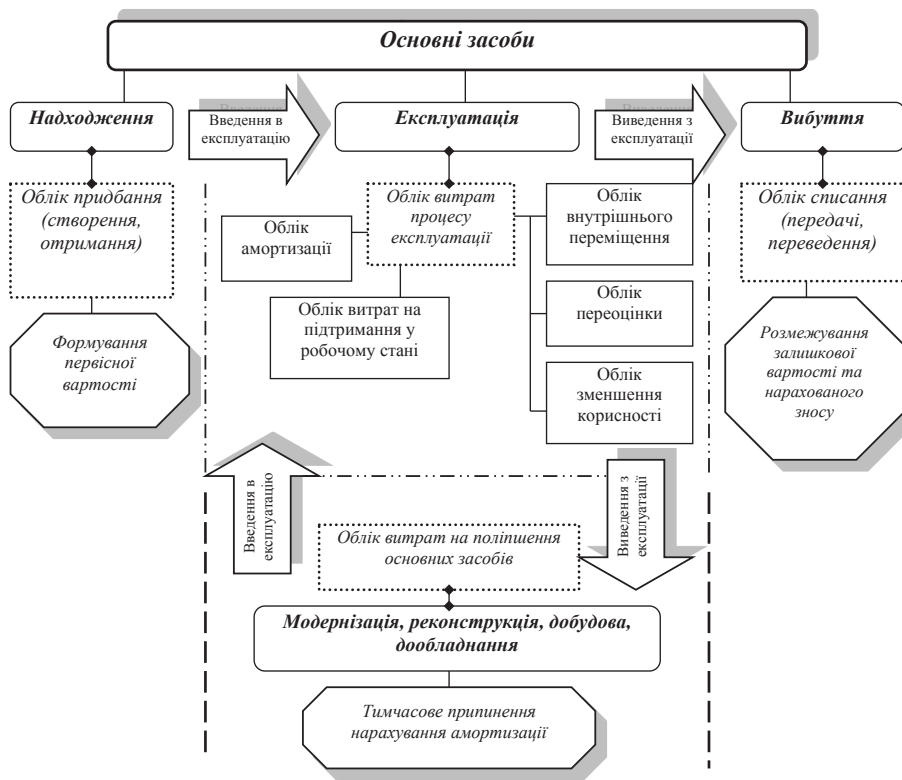 Основні засоби
Надходження
Введення в
експлуатацію
Експлуатація
Виведення з
експлуатації
Вибуття
Облік придбання
(створення,
отримання)
Облік
амортизації
Облік витрат
процесу
експлуатації
Облік
внутрішнього
переміщення
Облік списання
(передачі,
переведення)
Облік витрат на
підтримання у
робочому стані
Облік
переоцінки
Облік
зменшення
корисності
Формування
первісної
вартості
Розмежування
залишкової
вартості та
нарахованого
зносу
Введення в
експлуатацію
Виведення з
експлуатації
Облік витрат на поліпшення
основних засобів
Модернізація, реконструкція, добудова,
дообладнання
Тимчасове припинення
нарахування амортизації